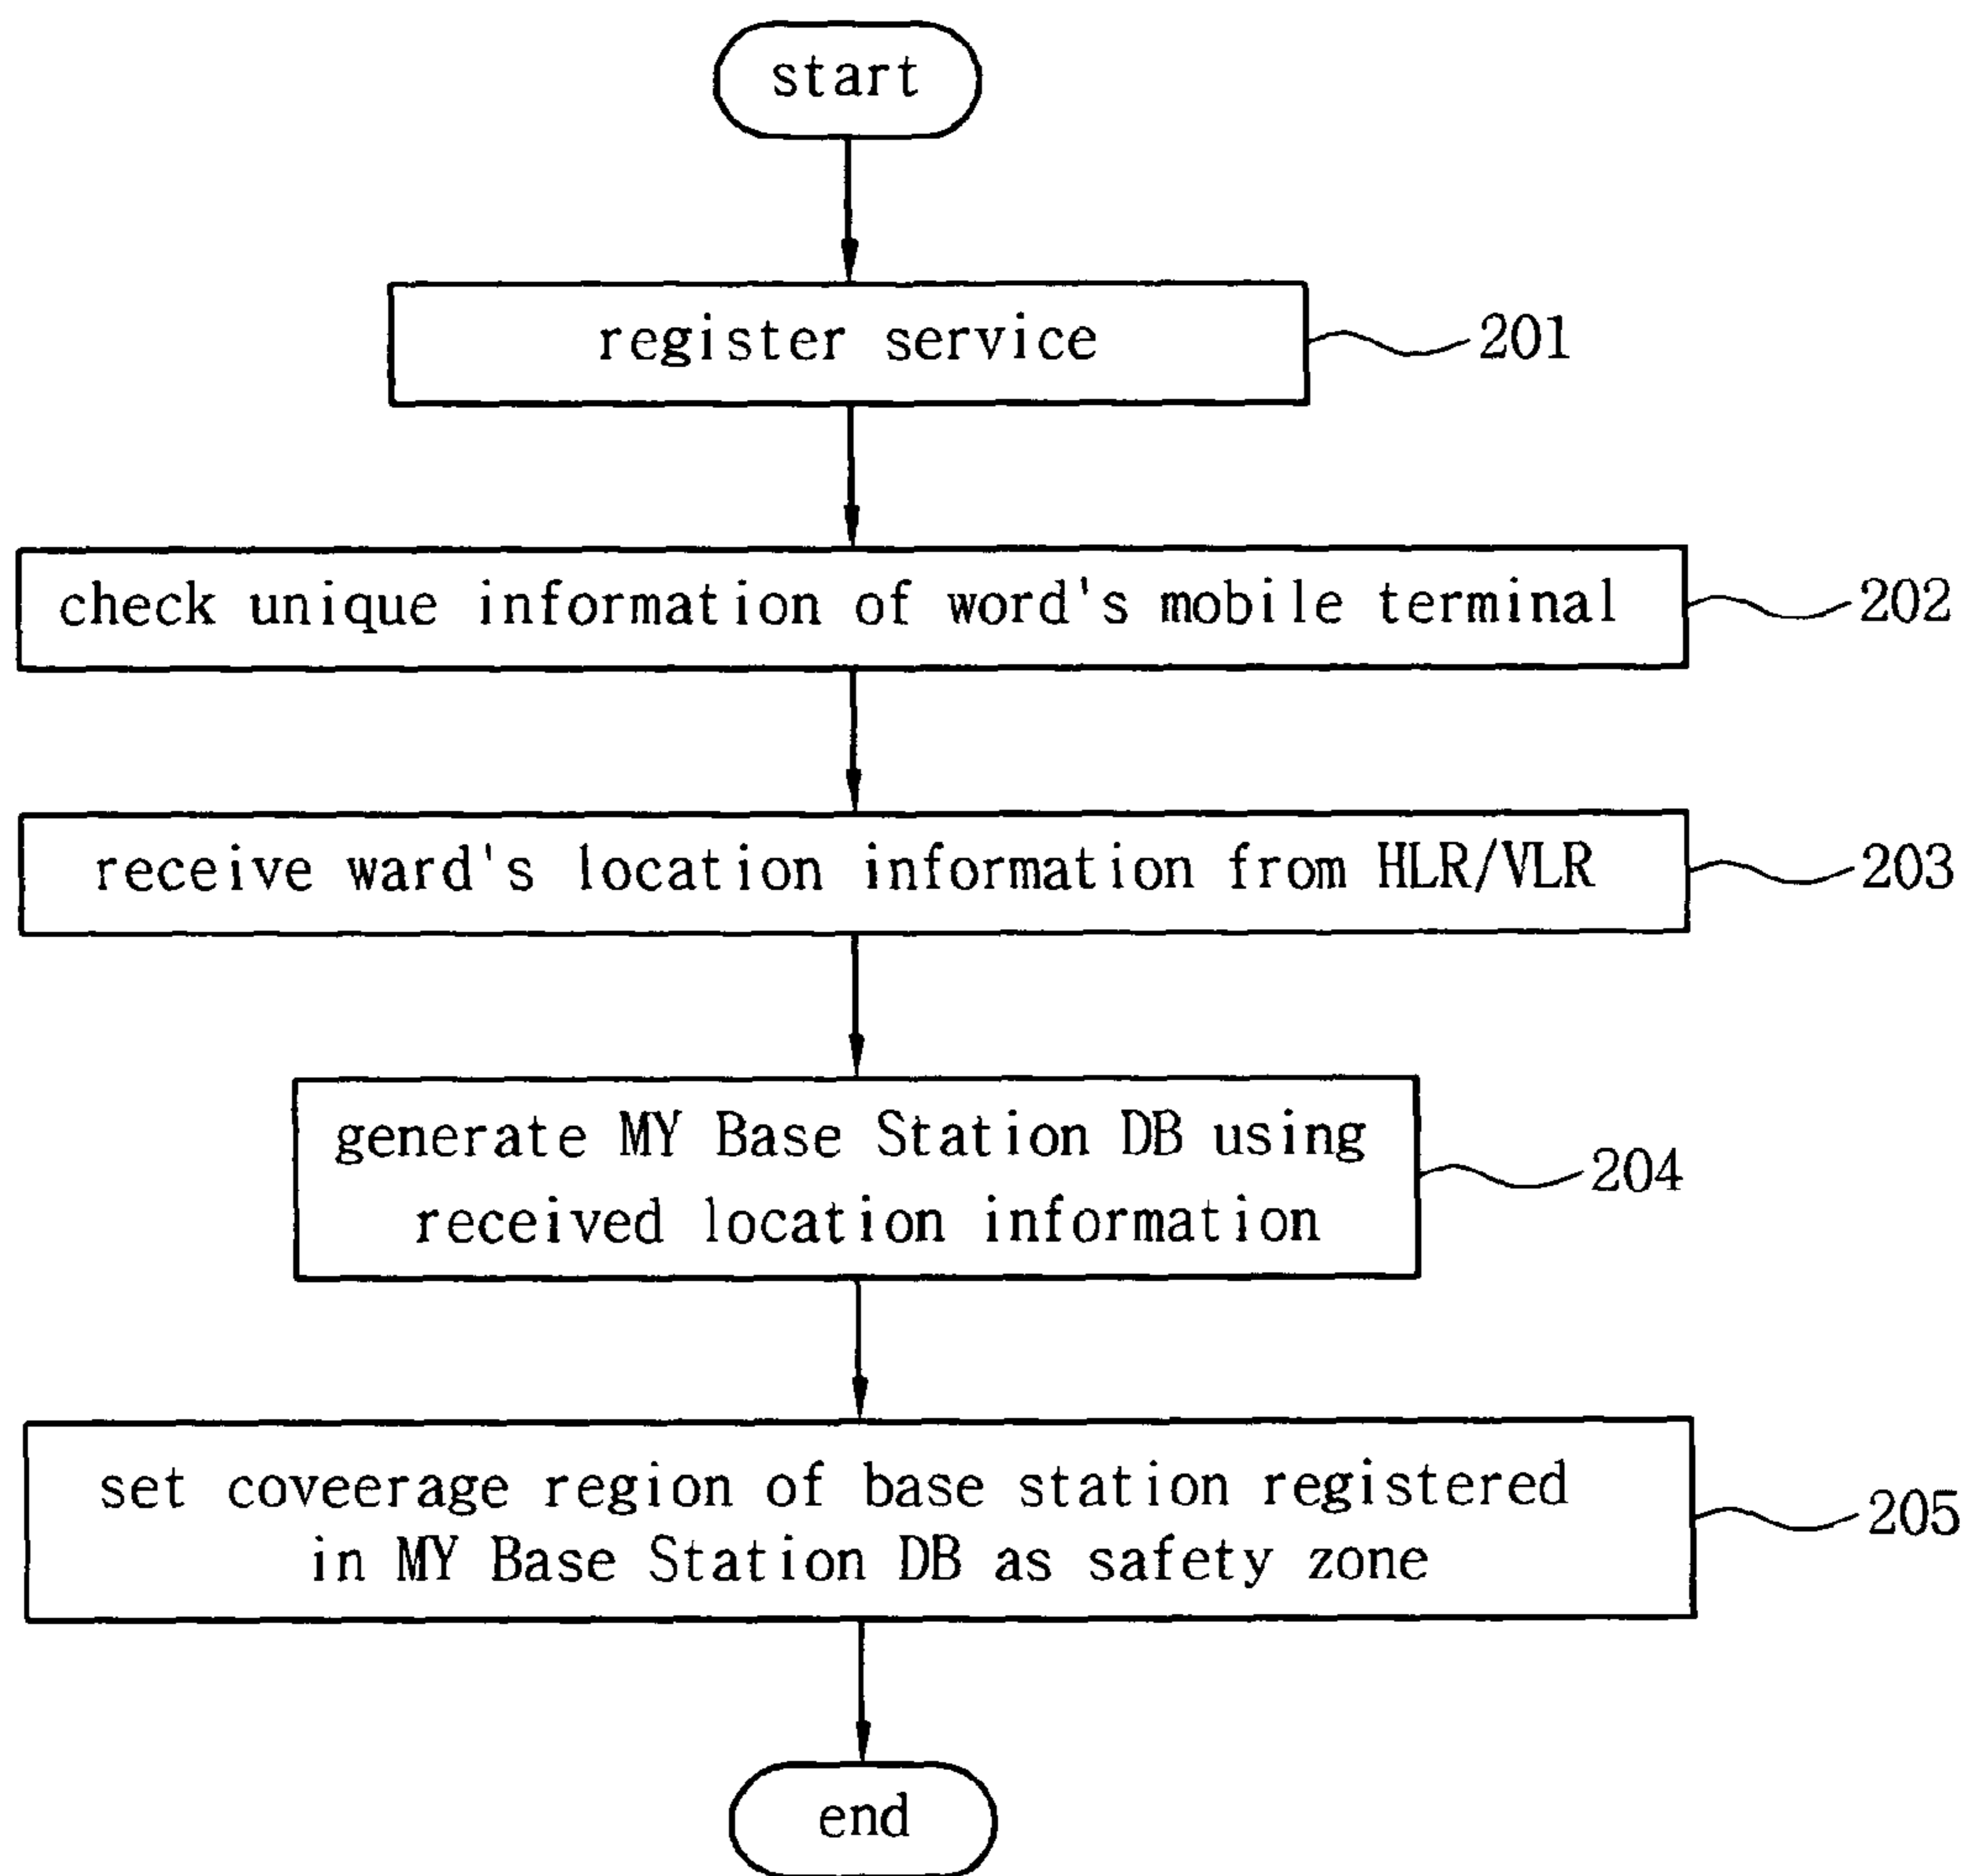 start
register service
201
check unique information of word's mobile terminal
202
receive ward's location information from HLR/VLR
203
generate MY Base Station DB using
received location information
204
set coveerage region of base station registered
in MY Base Station DB as safety zone
205
end